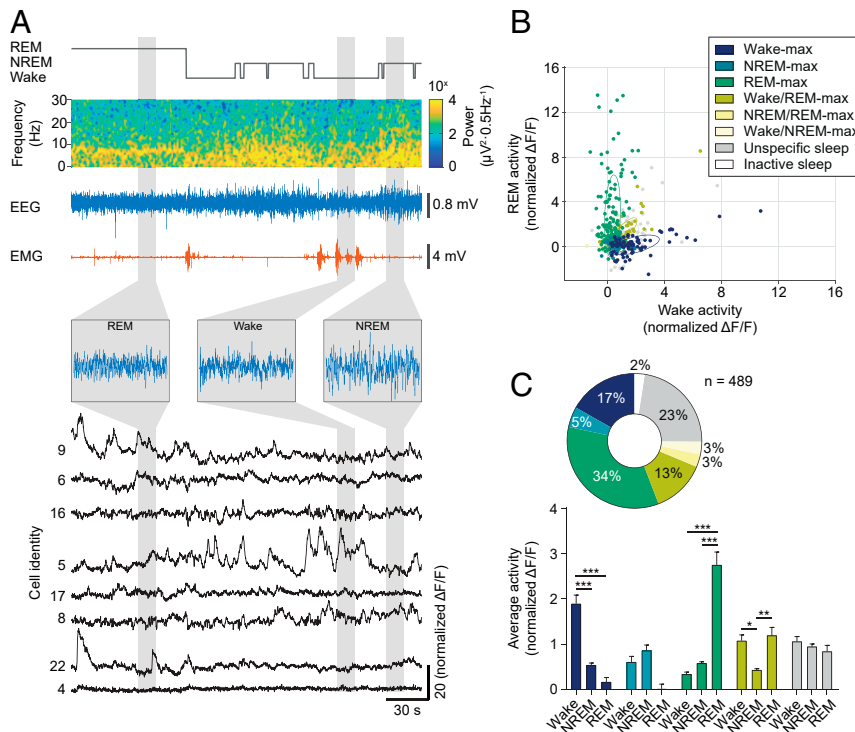 A
REM
NREM
Wake
10ˣ
30
20
10
0
Frequency
(Hz)
4
2
0
Power
(µV²·0.5Hz⁻¹)
EEG
0.8 mV
EMG
4 mV
REM
Wake
NREM
Cell identity
9
6
16
5
17
8
22
4
20 (normalized ΔF/F)
30 s
B
Wake-max
NREM-max
REM-max
Wake/REM-max
NREM/REM-max
Wake/NREM-max
Unspecific sleep
Inactive sleep
REM activity
(normalized ΔF/F)
16
12
8
4
0
0
4
8
12
16
Wake activity
(normalized ΔF/F)
C
n = 489
2%
17%
23%
5%
3%
3%
34%
13%
Average activity
(normalized ΔF/F)
4
3
2
1
0
***
***
***
***
*
**
Wake
NREM
REM
Wake
NREM
REM
Wake
NREM
REM
Wake
NREM
REM
Wake
NREM
REM